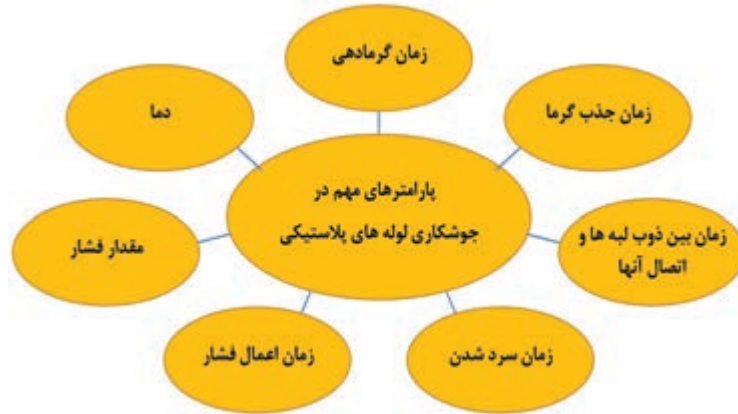 زمان گرمادهی
زمان جذب گرما
دما
پارامترهای مهم در
جوشکاری لوله های پلاستیکی
زمان بین ذوب لبه ها و
اتصال آنها
مقدار فشار
زمان سرد شدن
زمان اعمال فشار